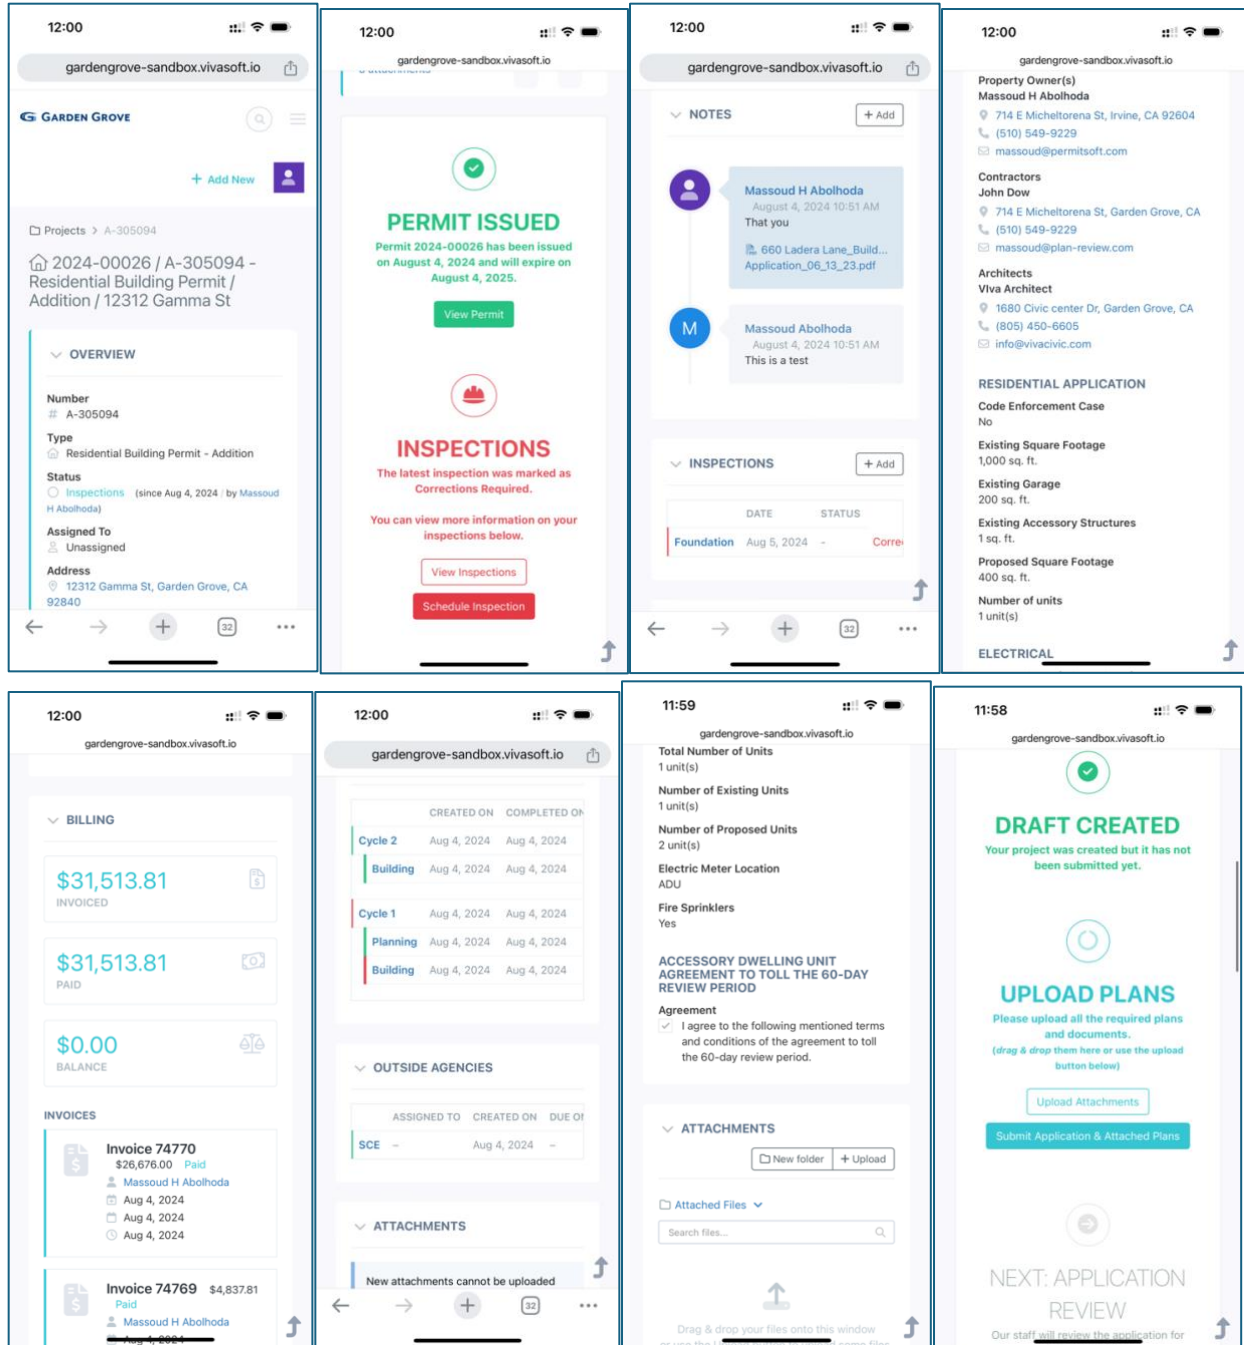 12:00
gardengrove-sandbox.vivasoft.io
GARDEN GROVE
+ Add New
Projects > A-305094
2024-00026 / A-305094 -
Residential Building Permit /
Addition / 12312 Gamma St
OVERVIEW
Number
# A-305094
Type
Residential Building Permit - Addition
Status
Inspections (since Aug 4, 2024 / by Massoud
H Abolhoda)
Assigned To
Unassigned
Address
12312 Gamma St, Garden Grove, CA
92840
32
12:00
gardengrove-sandbox.vivasoft.io
attachments
PERMIT ISSUED
Permit 2024-00026 has been issued
on August 4, 2024 and will expire on
August 4, 2025.
View Permit
INSPECTIONS
The latest inspection was marked as
Corrections Required.
You can view more information on your
inspections below.
View Inspections
Schedule Inspection
12:00
gardengrove-sandbox.vivasoft.io
NOTES
+ Add
Massoud H Abolhoda
August 4, 2024 10:51 AM
That you
660 Ladera Lane_Build...
Application_06_13_23.pdf
M
Massoud Abolhoda
August 4, 2024 10:51 AM
This is a test
INSPECTIONS
+ Add
DATE STATUS
Foundation Aug 5, 2024 - Corre
32
12:00
gardengrove-sandbox.vivasoft.io
Property Owner(s)
Massoud H Abolhoda
714 E Micheltorena St, Irvine, CA 92604
(510) 549-9229
massoud@permitsoft.com
Contractors
John Dow
714 E Micheltorena St, Garden Grove, CA
(510) 549-9229
massoud@plan-review.com
Architects
VIva Architect
1680 Civic center Dr, Garden Grove, CA
(805) 450-6605
info@vivacivic.com
RESIDENTIAL APPLICATION
Code Enforcement Case
No
Existing Square Footage
1,000 sq. ft.
Existing Garage
200 sq. ft.
Existing Accessory Structures
1 sq. ft.
Proposed Square Footage
400 sq. ft.
Number of units
1 unit(s)
ELECTRICAL
12:00
gardengrove-sandbox.vivasoft.io
BILLING
$31,513.81
INVOICED
$31,513.81
PAID
$0.00
BALANCE
INVOICES
Invoice 74770
$26,676.00 Paid
Massoud H Abolhoda
Aug 4, 2024
Aug 4, 2024
Aug 4, 2024
Invoice 74769 $4,837.81
Paid
Massoud H Abolhoda
Aug 4, 2024
12:00
gardengrove-sandbox.vivasoft.io
CREATED ON COMPLETED ON
Cycle 2 Aug 4, 2024 Aug 4, 2024
Building Aug 4, 2024 Aug 4, 2024
Cycle 1 Aug 4, 2024 Aug 4, 2024
Planning Aug 4, 2024 Aug 4, 2024
Building Aug 4, 2024 Aug 4, 2024
OUTSIDE AGENCIES
ASSIGNED TO CREATED ON DUE
SCE – Aug 4, 2024 –
ATTACHMENTS
New attachments cannot be uploaded
32
11:59
gardengrove-sandbox.vivasoft.io
Total Number of Units
1 unit(s)
Number of Existing Units
1 unit(s)
Number of Proposed Units
2 unit(s)
Electric Meter Location
ADU
Fire Sprinklers
Yes
ACCESSORY DWELLING UNIT
AGREEMENT TO TOLL THE 60-DAY
REVIEW PERIOD
Agreement
I agree to the following mentioned terms
and conditions of the agreement to toll
the 60-day review period.
ATTACHMENTS
New folder + Upload
Attached Files
Search files...
Drag & drop your files onto this window
11:58
gardengrove-sandbox.vivasoft.io
DRAFT CREATED
Your project was created but it has not
been submitted yet.
UPLOAD PLANS
Please upload all the required plans
and documents.
(drag & drop them here or use the upload
button below)
Upload Attachments
Submit Application & Attached Plans
NEXT: APPLICATION
REVIEW
Our staff will review the application for